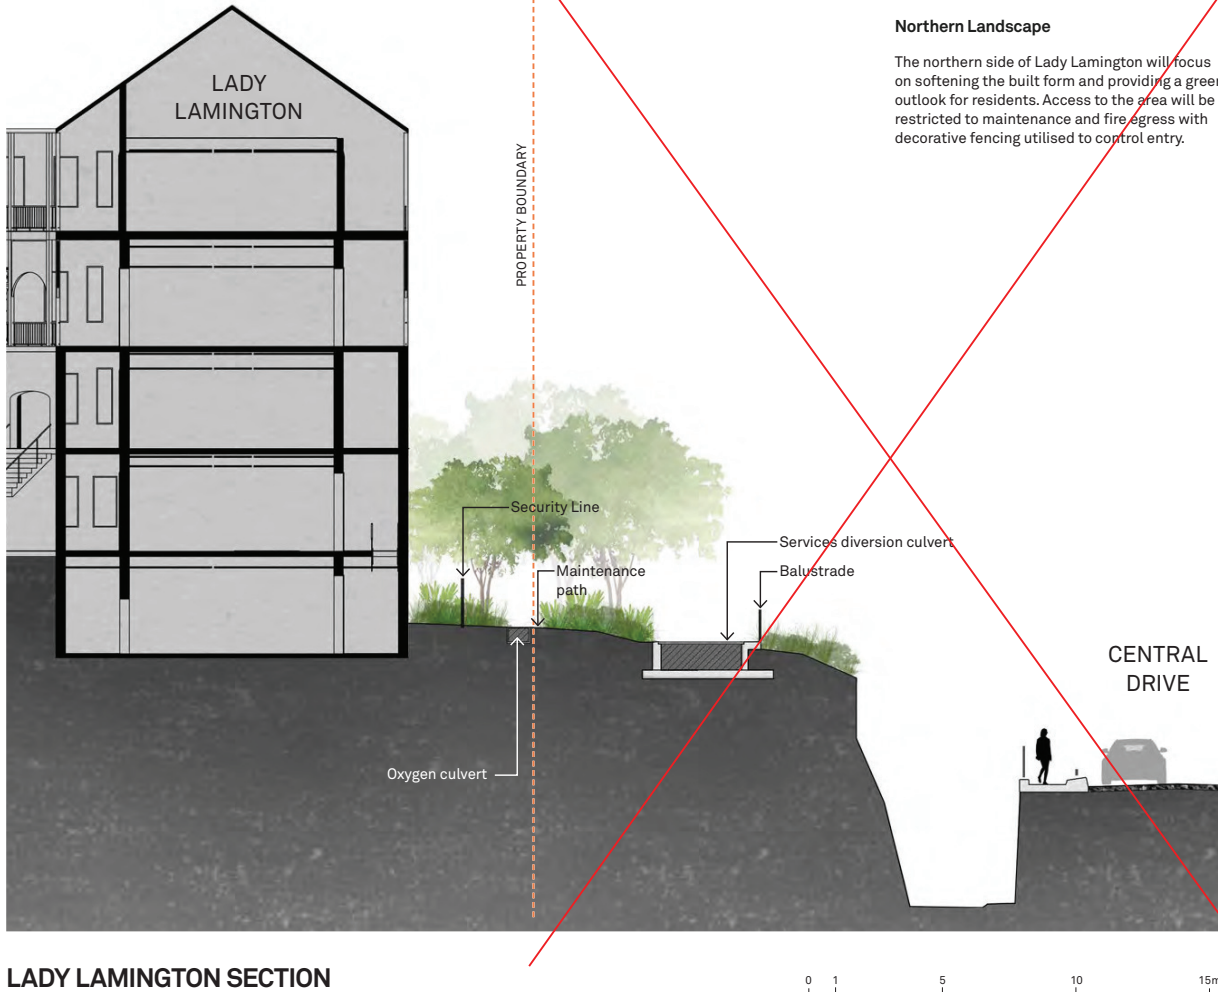 Northern Landscape
The northern side of Lady Lamington will focus
on softening the built form and providing a green
outlook for residents. Access to the area will be
restricted to maintenance and fire egress with
decorative fencing utilised to control entry.
LADY
LAMINGTON
PROPERTY BOUNDARY
Security Line
Services diversion culvert
Maintenance
path
Balustrade
CENTRAL
DRIVE
Oxygen culvert
LADY LAMINGTON SECTION
0 1 5 10 15m